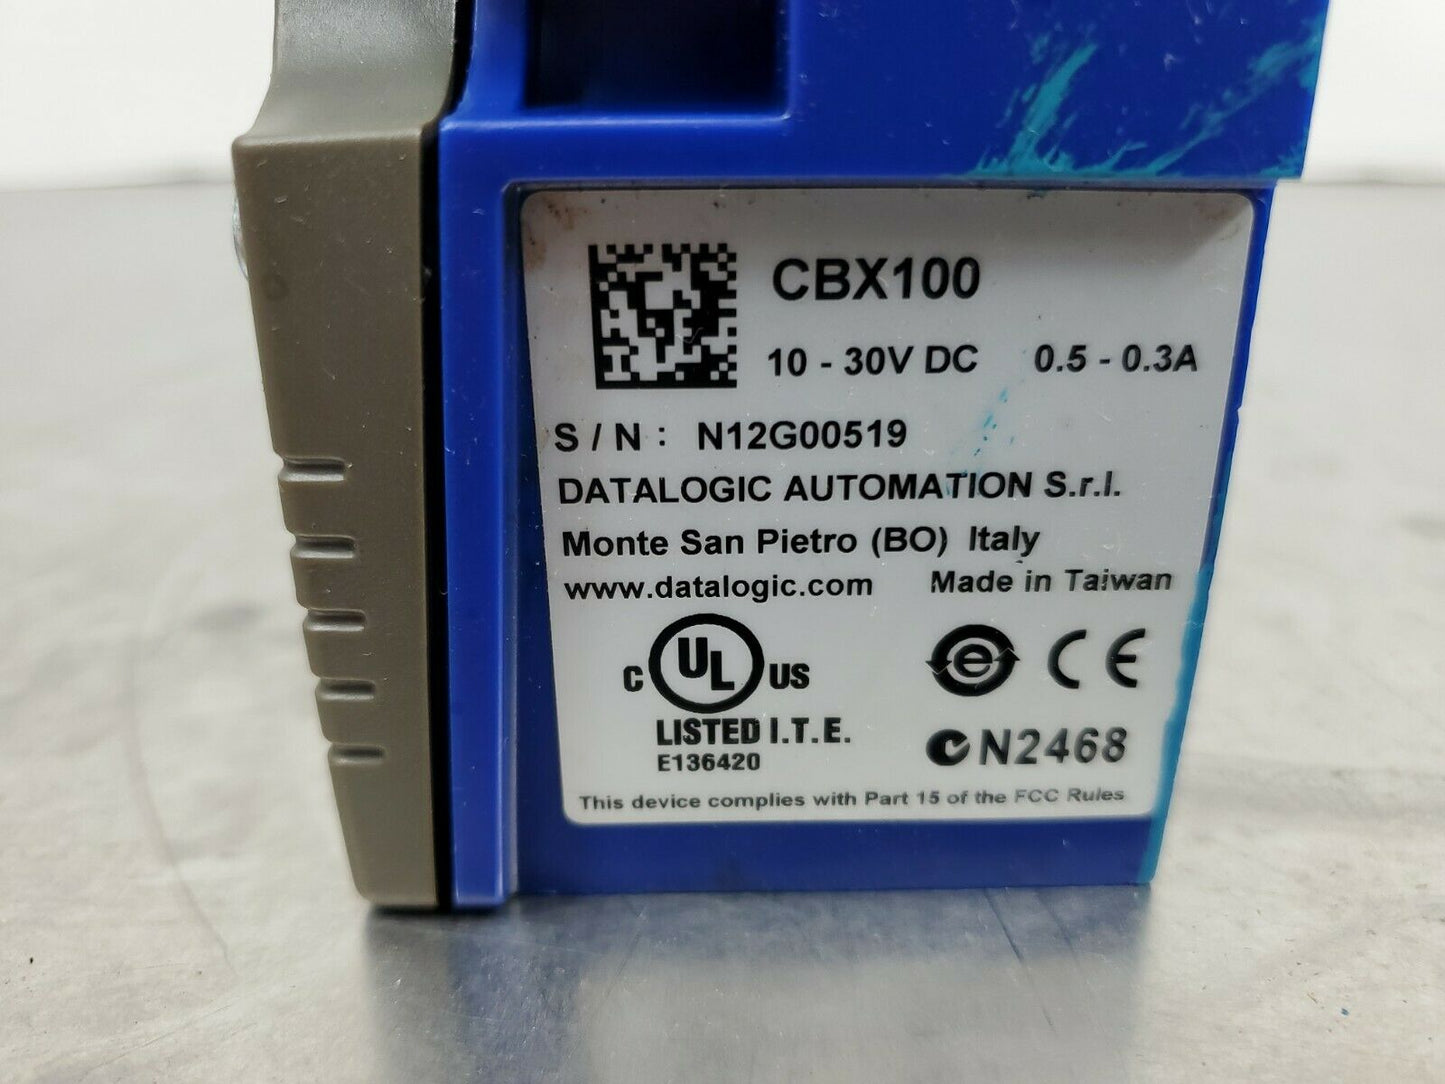 CBX100
10 - 30V DC 0.5 - 0.3A
S / N : N12G00519
DATALOGIC AUTOMATION S.r.l.
Monte San Pietro (BO) Italy
www.datalogic.com Made in Taiwan
C UL US e CE
LISTED I.T.E.
E136420
N2468
This device complies with Part 15 of the FCC Rules